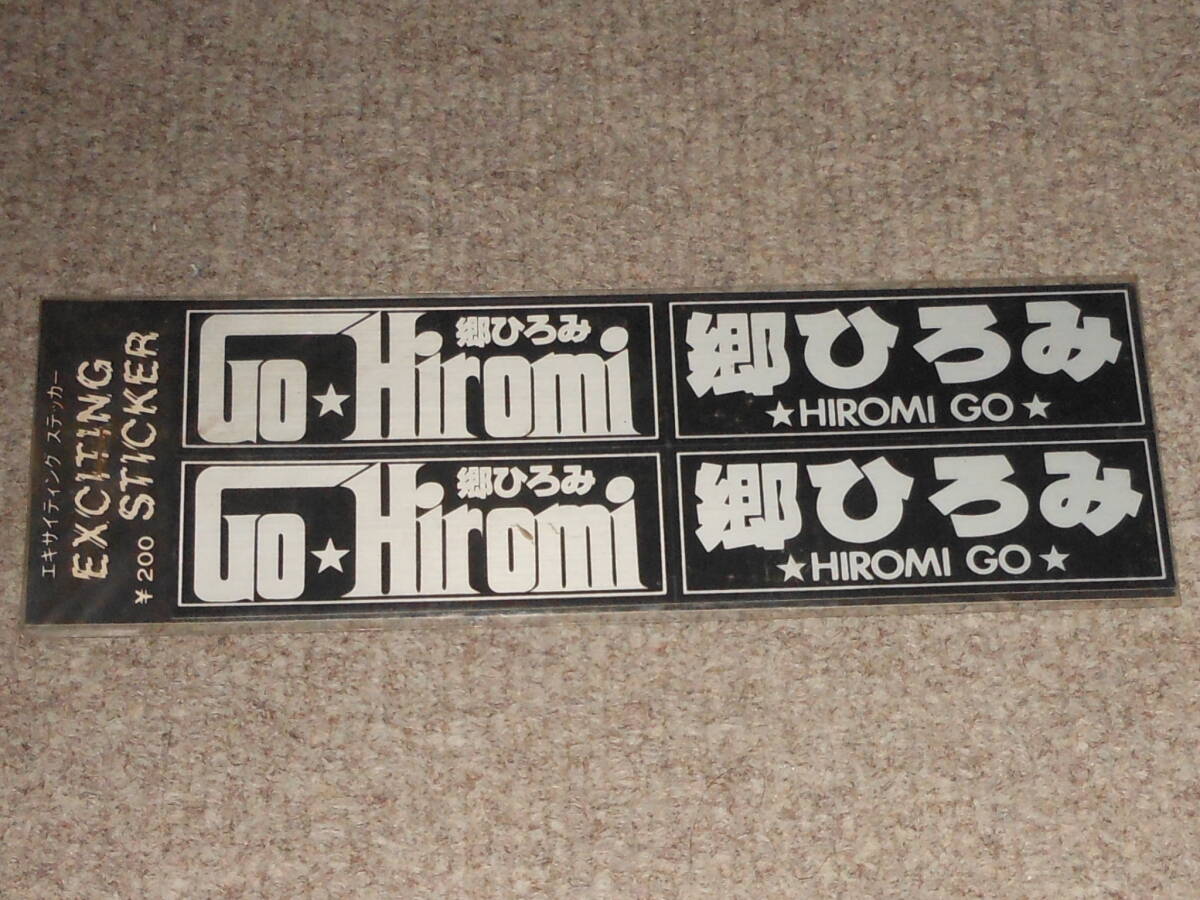 エキサイティング ステッカー
EXCITING
STICKER
¥200
郷ひろみ
Go★Hiromi
郷ひろみ
★HIROMI GO★
郷ひろみ
Go★Hiromi
郷ひろみ
★HIROMI GO★